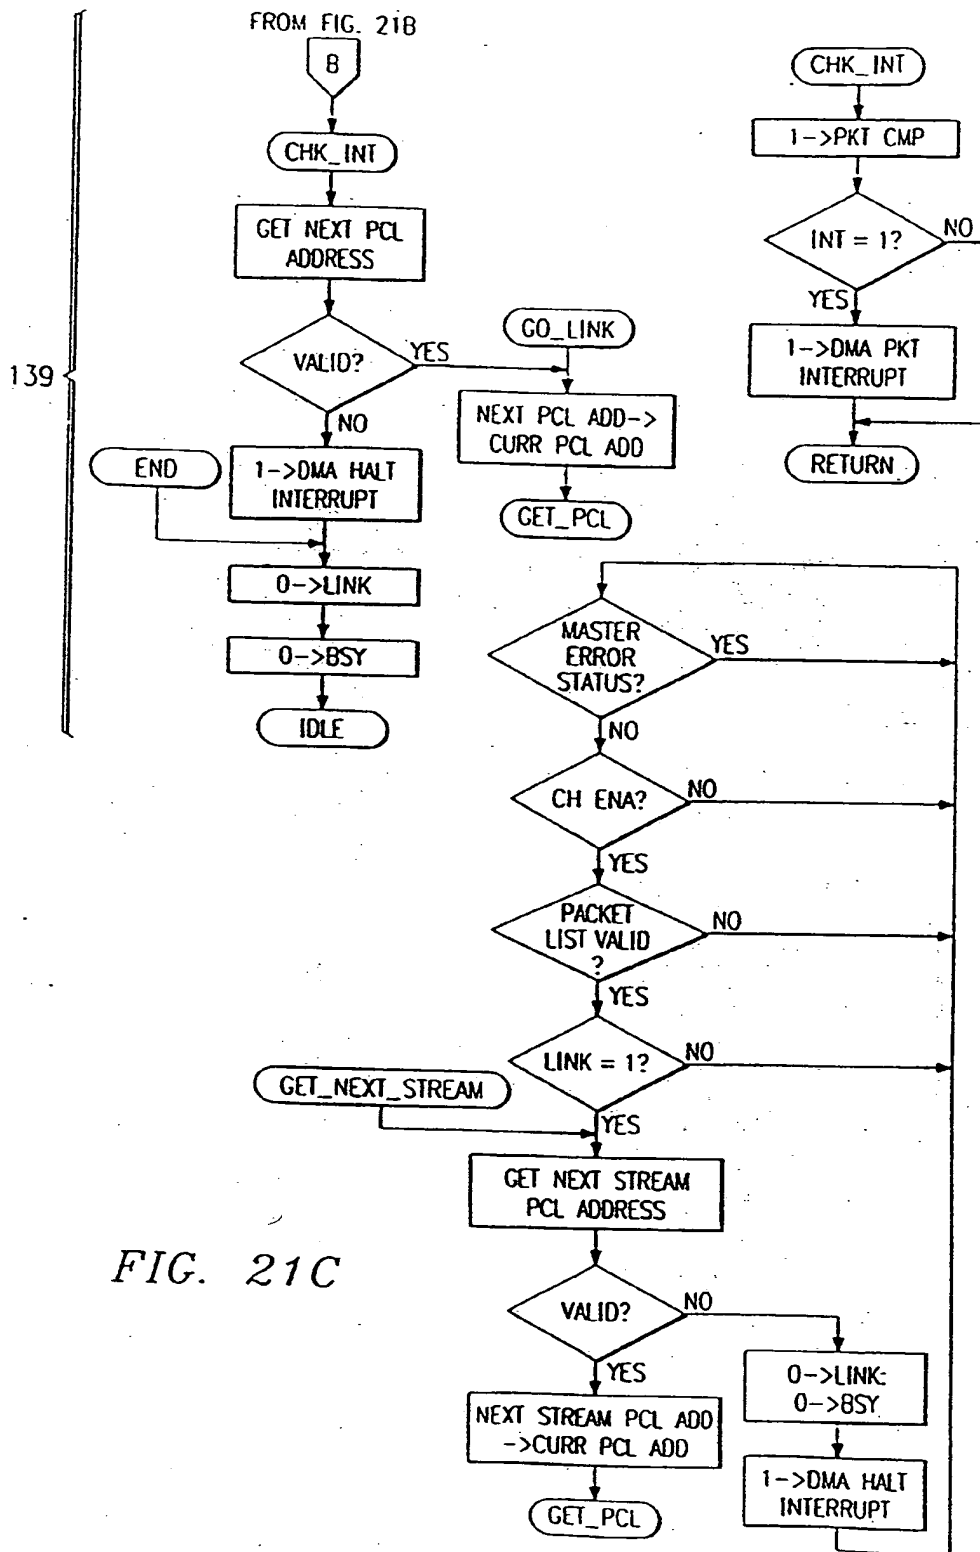 FROM FIG. 21B
B
CHK_INT
GET NEXT PCL
ADDRESS
VALID?
YES
NO
GO_LINK
NEXT PCL ADD->
CURR PCL ADD
GET_PCL
139
END
1->DMA HALT
INTERRUPT
0->LINK
0->BSY
IDLE
CHK_INT
1->PKT CMP
INT = 1?
NO
YES
1->DMA PKT
INTERRUPT
RETURN
MASTER
ERROR
STATUS?
YES
NO
CH ENA?
NO
YES
PACKET
LIST VALID
?
NO
YES
LINK = 1?
NO
GET_NEXT_STREAM
YES
GET NEXT STREAM
PCL ADDRESS
VALID?
NO
YES
NEXT STREAM PCL ADD
->CURR PCL ADD
GET_PCL
0->LINK:
0->BSY
1->DMA HALT
INTERRUPT
FIG. 21C